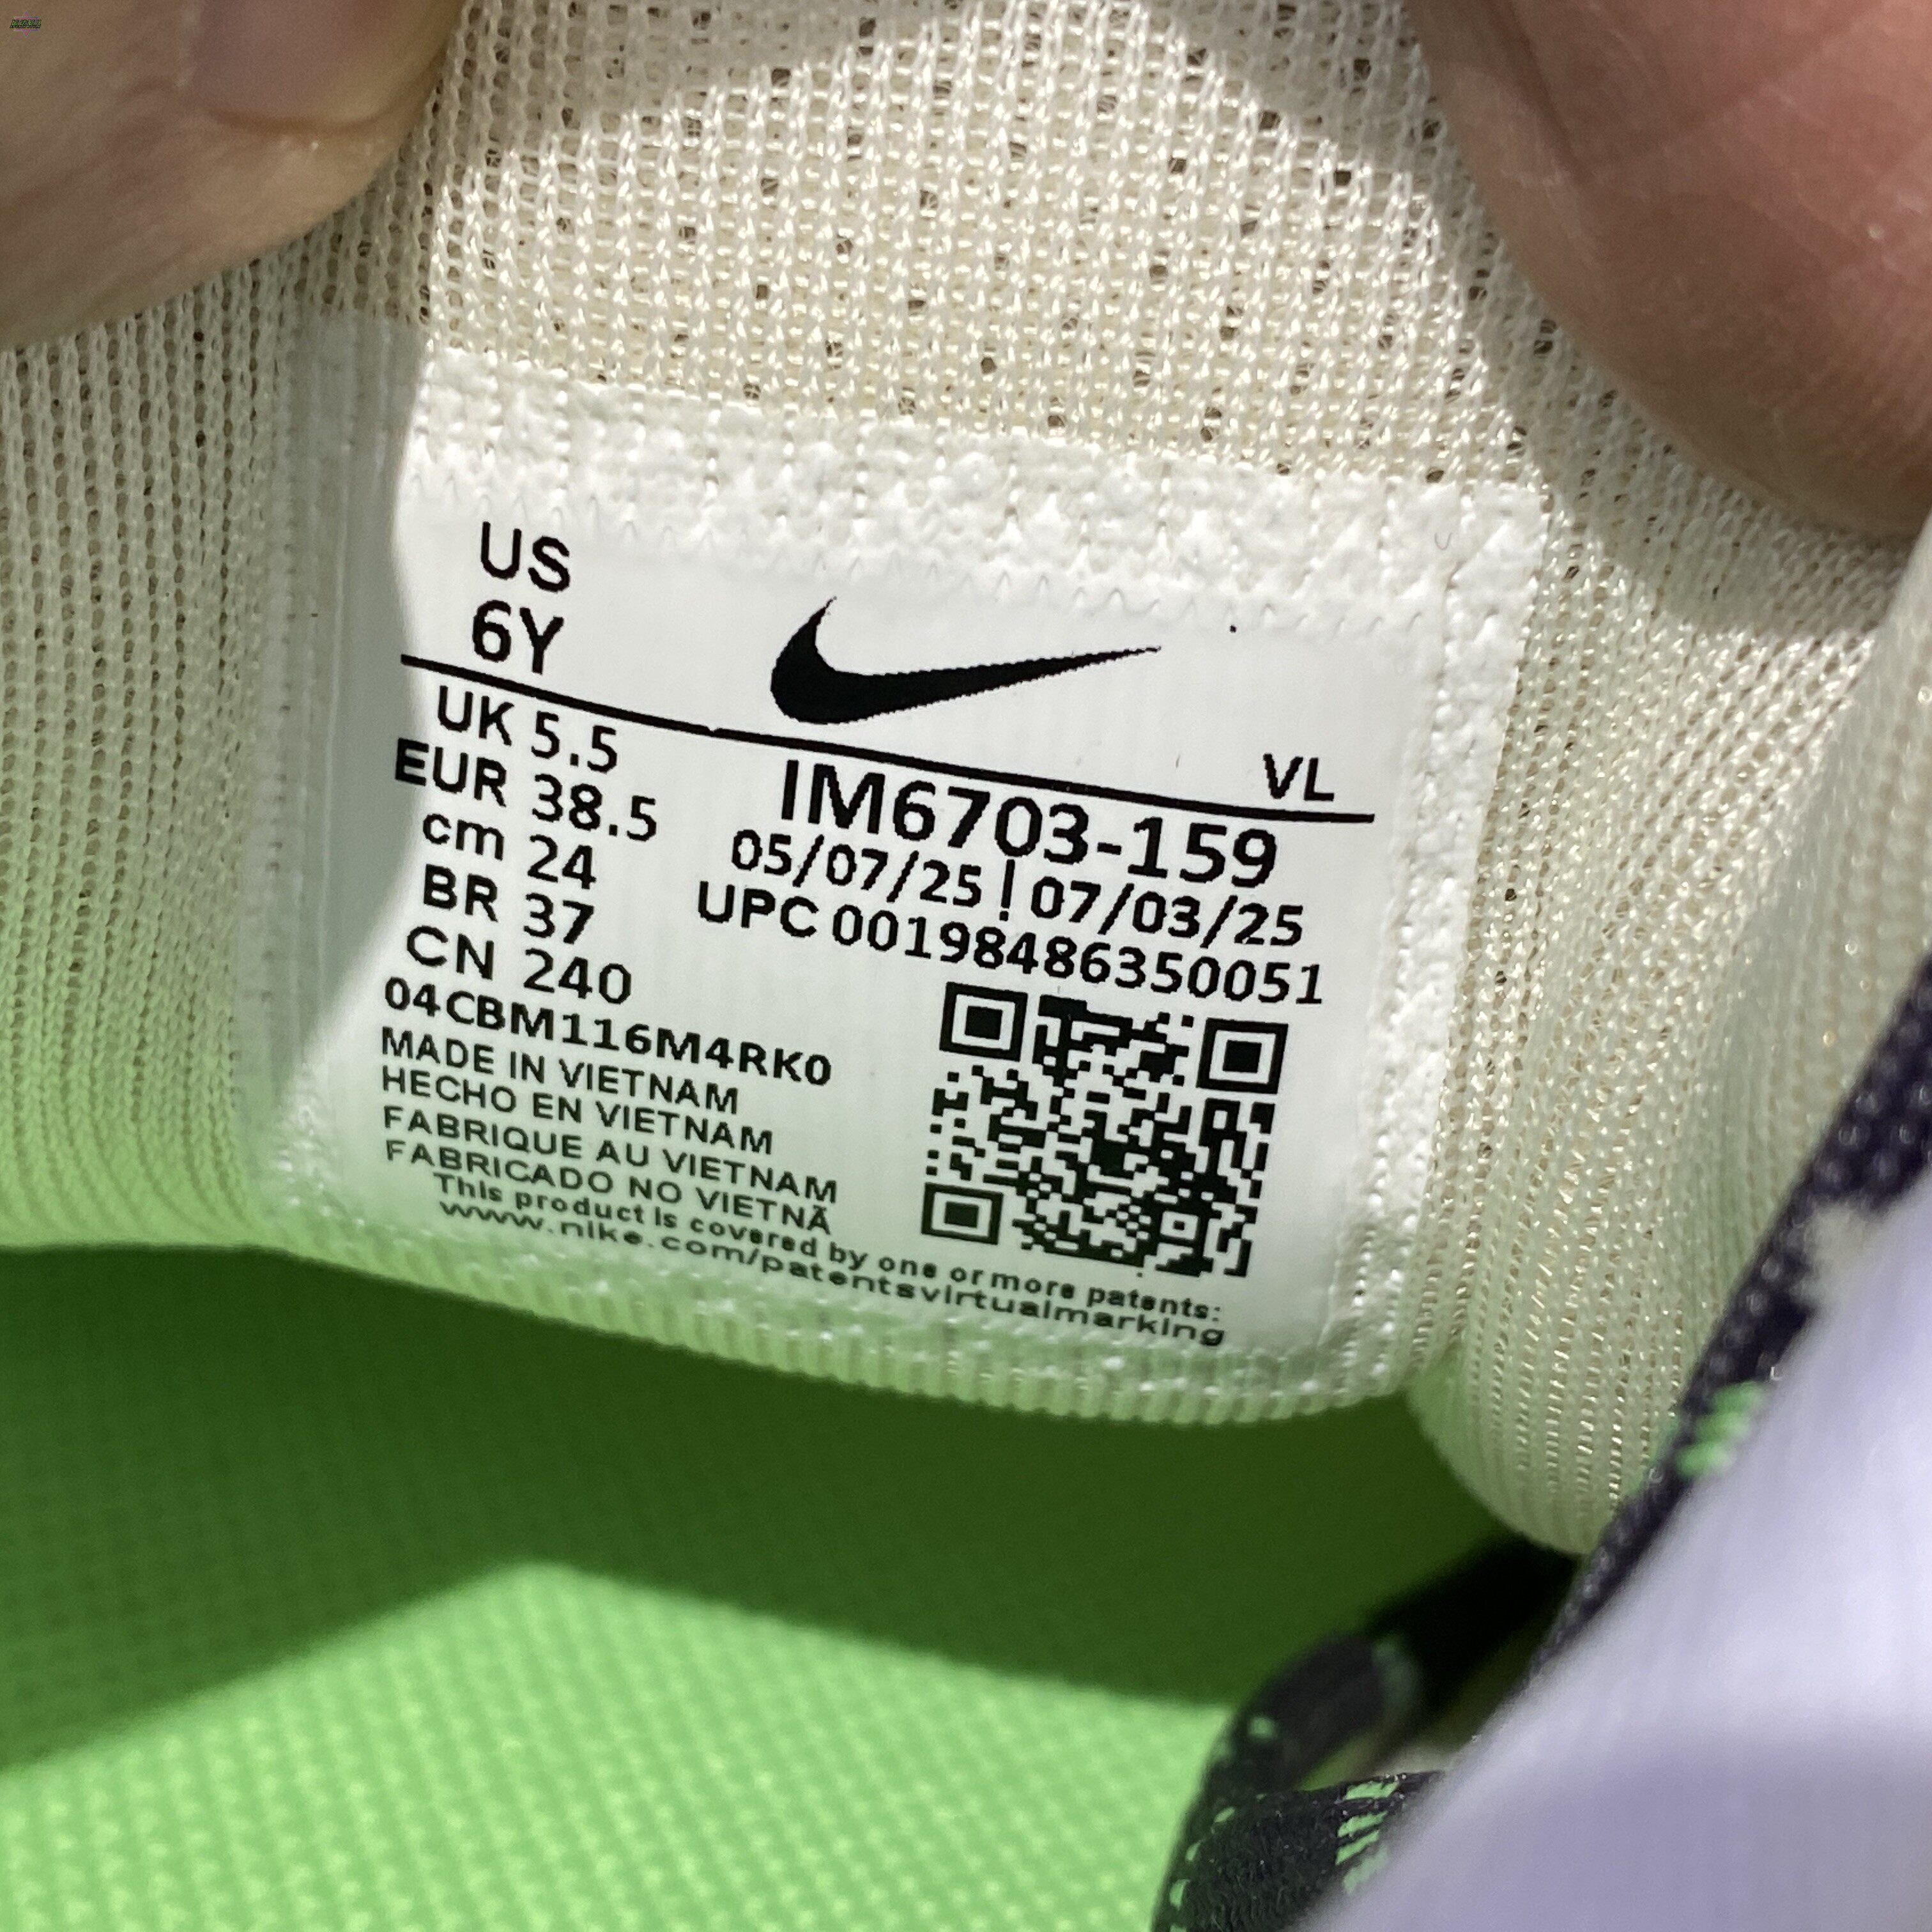 US
6Y
VL
UK 5.5
EUR 38.5
cm 24
BR 37
CN 240
IM6703-159
05/07/25 | 07/03/25
UPC 00198486350051
04CBM116M4RK0
MADE IN VIETNAM
HECHO EN VIETNAM
FABRIQUE AU VIETNAM
FABRICADO NO VIETNÃ
This product is covered by one or more patents:
www.nike.com/patentsvirtualmarking